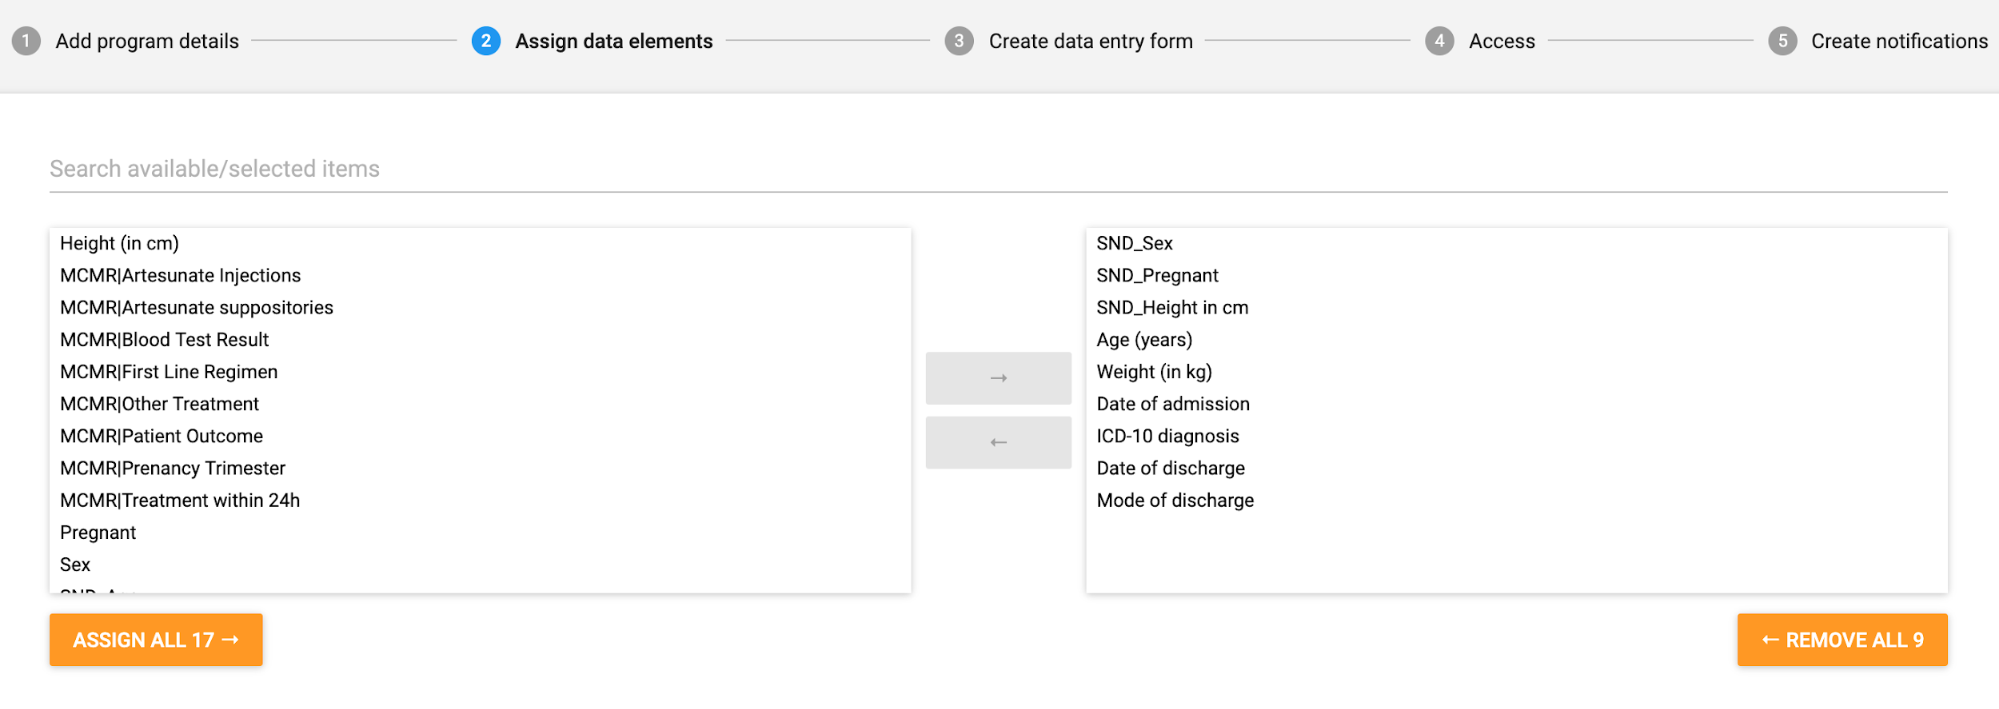 1 Add program details 2 Assign data elements 3 Create data entry form 4 Access 5 Create notifications
Search available/selected items
Height (in cm)
MCMR|Artesunate Injections
MCMR|Artesunate suppositories
MCMR|Blood Test Result
MCMR|First Line Regimen
MCMR|Other Treatment
MCMR|Patient Outcome
MCMR|Prenancy Trimester
MCMR|Treatment within 24h
Pregnant
Sex
→
←
SND_Sex
SND_Pregnant
SND_Height in cm
Age (years)
Weight (in kg)
Date of admission
ICD-10 diagnosis
Date of discharge
Mode of discharge
ASSIGN ALL 17 →
← REMOVE ALL 9